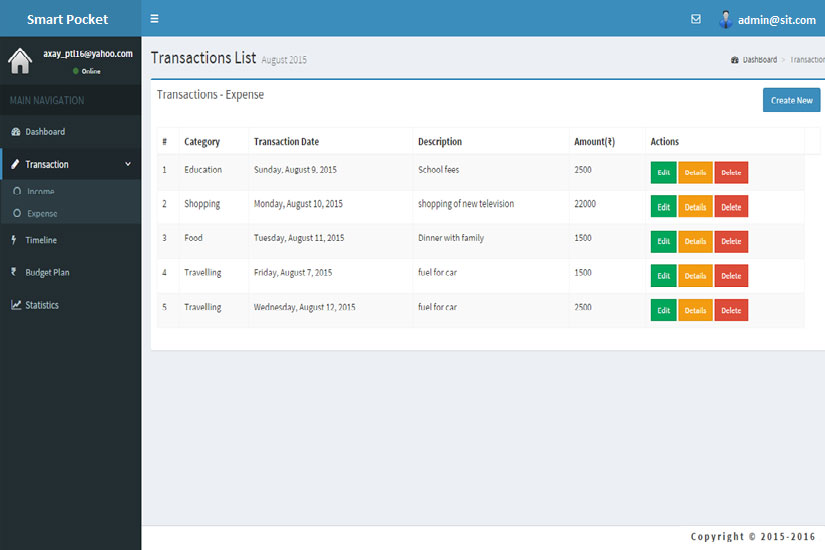 Smart Pocket
admin@sit.com
axay_ptl16@yahoo.com
Online
MAIN NAVIGATION
Dashboard
Transaction
Income
Expense
Timeline
₹ Budget Plan
Statistics
Transactions List August 2015
Dashboard > Transaction
Transactions - Expense
Create New
# Category Transaction Date Description Amount(₹) Actions
1 Education Sunday, August 9, 2015 School fees 2500 Edit Details Delete
2 Shopping Monday, August 10, 2015 shopping of new television 22000 Edit Details Delete
3 Food Tuesday, August 11, 2015 Dinner with family 1500 Edit Details Delete
4 Travelling Friday, August 7, 2015 fuel for car 1500 Edit Details Delete
5 Travelling Wednesday, August 12, 2015 fuel for car 2500 Edit Details Delete
Copyright © 2015-2016